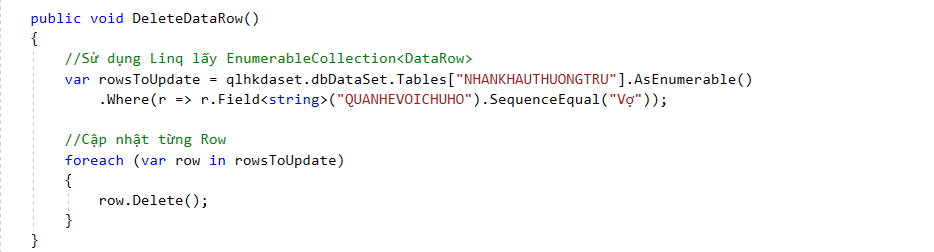 public void DeleteDataRow()
{
//Sử dụng Linq lấy EnumerableCollection<DataRow>
var rowsToUpdate = qlhkdaset.dbDataSet.Tables["NHANKHAUTHUONGTRU"].AsEnumerable()
.Where(r => r.Field<string>("QUANHEVOICHUHO").SequenceEqual("Vợ"));
//Cập nhật từng Row
foreach (var row in rowsToUpdate)
{
row.Delete();
}
}